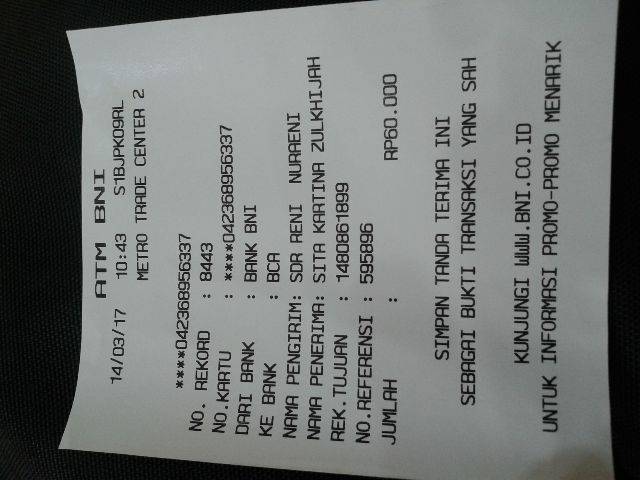 ATM BNI
14/03/17 10:43 S1BJPK09RL
METRO TRADE CENTER 2
****042368956337
NO. REKORD : 8443
NO.KARTU : ****042368956337
DARI BANK : BANK BNI
KE BANK : BCA
NAMA PENGIRIM: SDR RENI NURAENI
NAMA PENERIMA: SITA KARTINA ZULKHIJAH
REK.TUJUAN : 1480861899
NO.REFERENSI : 595896
JUMLAH : RP60.000
SIMPAN TANDA TERIMA INI
SEBAGAI BUKTI TRANSAKSI YANG SAH
KUNJUNGI WWW.BNI.CO.ID
UNTUK INFORMASI PROMO-PROMO MENARIK